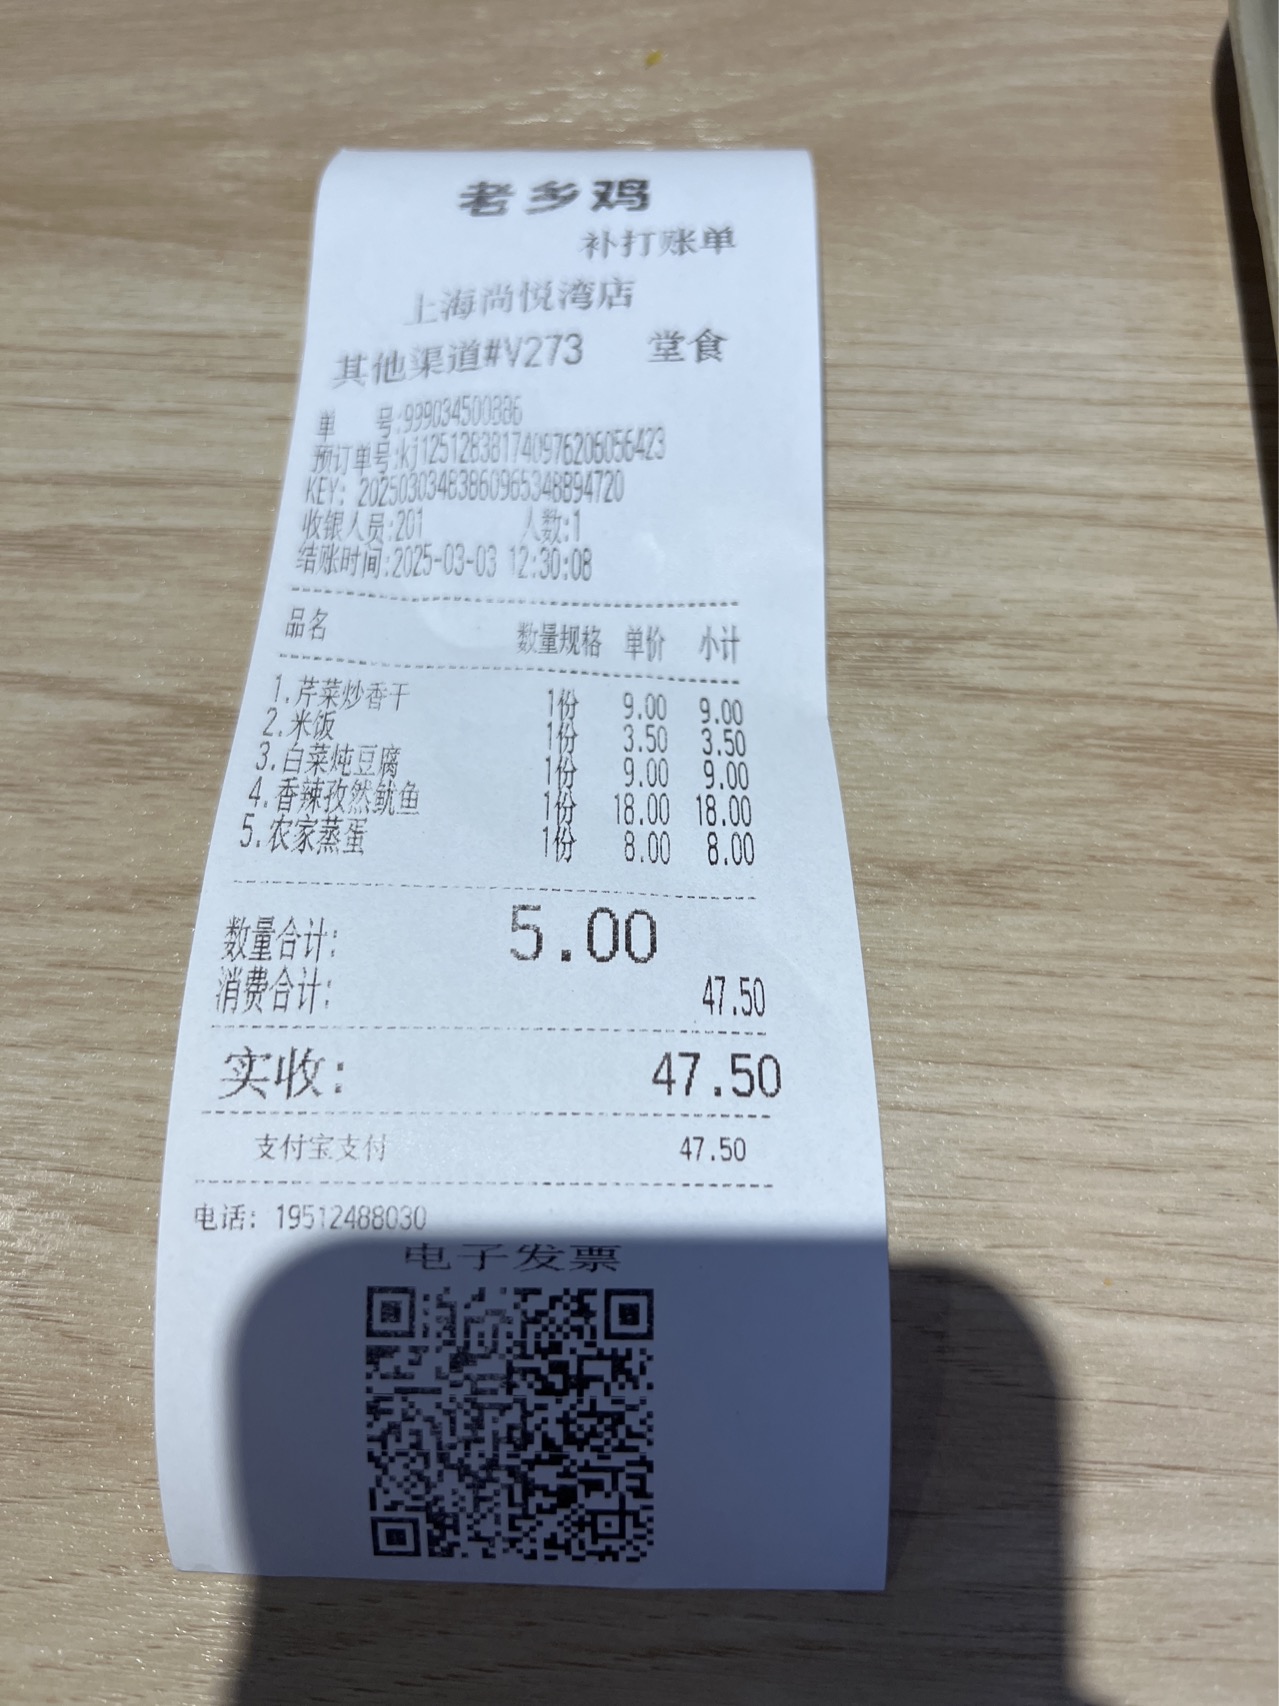 老乡鸡
补打账单
上海尚悦湾店
其他渠道#V273 堂食
单 号:999034500886
预订单号:kj125128381740976206056423
KEY: 20250303483860965348894720
收银人员:201 人数:1
结账时间:2025-03-03 12:30:08
品名 数量规格 单价 小计
1.芹菜炒香干 1份 9.00 9.00
2.米饭 1份 3.50 3.50
3.白菜炖豆腐 1份 9.00 9.00
4.香辣孜然鱿鱼 1份 18.00 18.00
5.农家蒸蛋 1份 8.00 8.00
数量合计: 5.00
消费合计: 47.50
实收: 47.50
支付宝支付 47.50
电话: 19512488030
电子发票